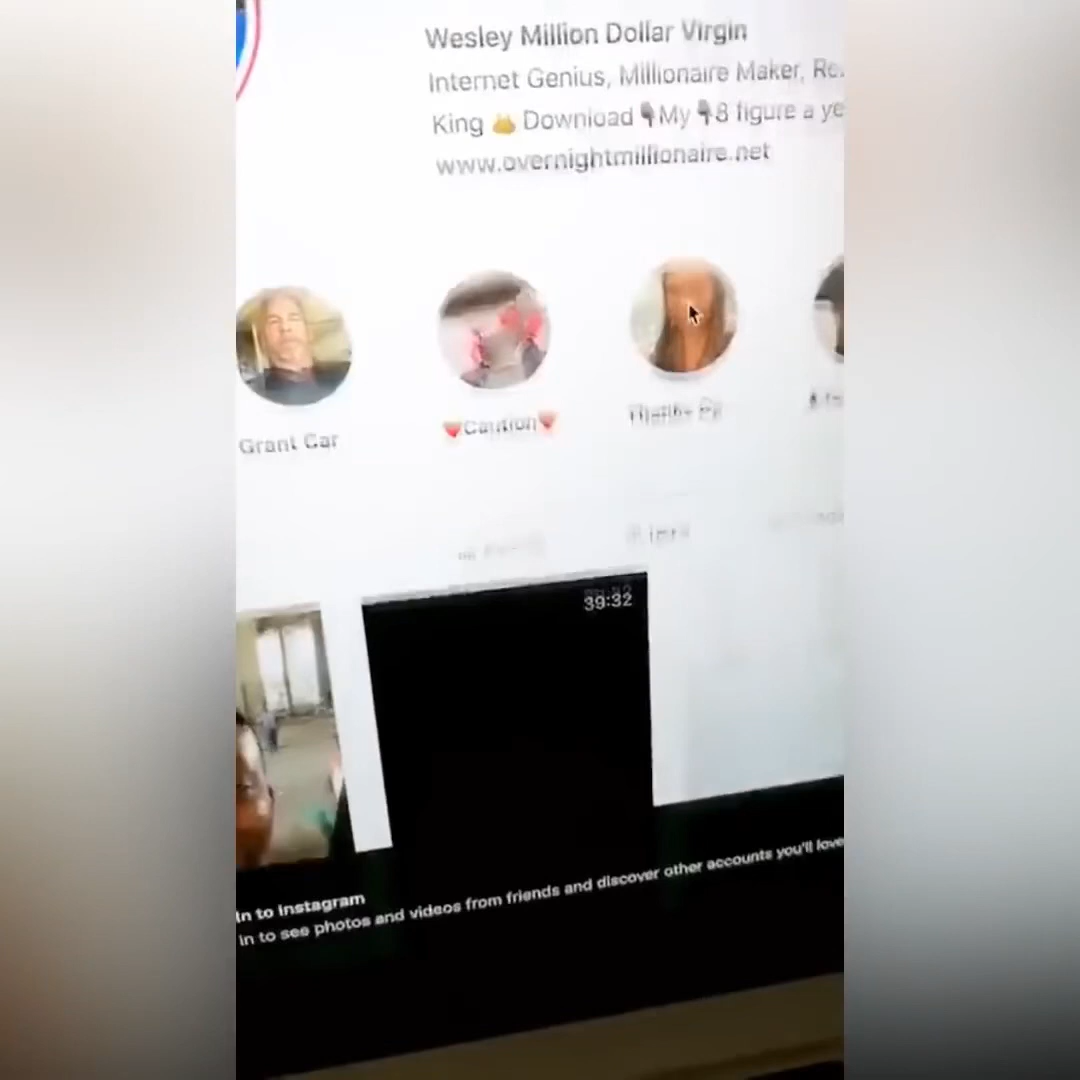 Wesley Million Dollar Virgin
Internet Genius, Millionaire Maker, Re
King 👑 Download 👇My 👇8 figure a ye
www.overnightmillionaire.net
Grant Car
♥Caution♥
39:32
in to Instagram
in to see photos and videos from friends and discover other accounts you'll love